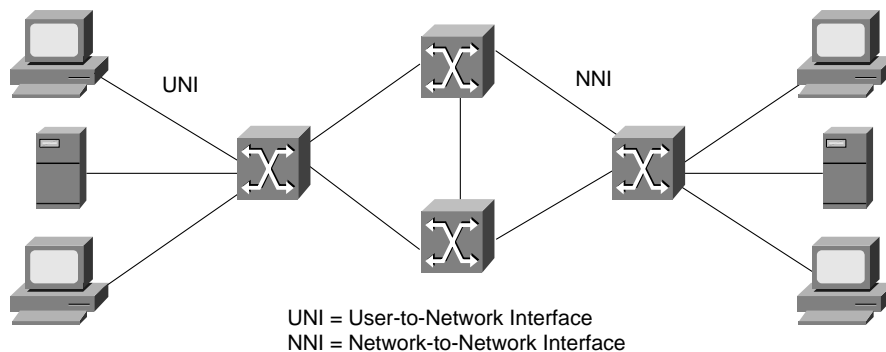 UNI
NNI
UNI = User-to-Network Interface
NNI = Network-to-Network Interface